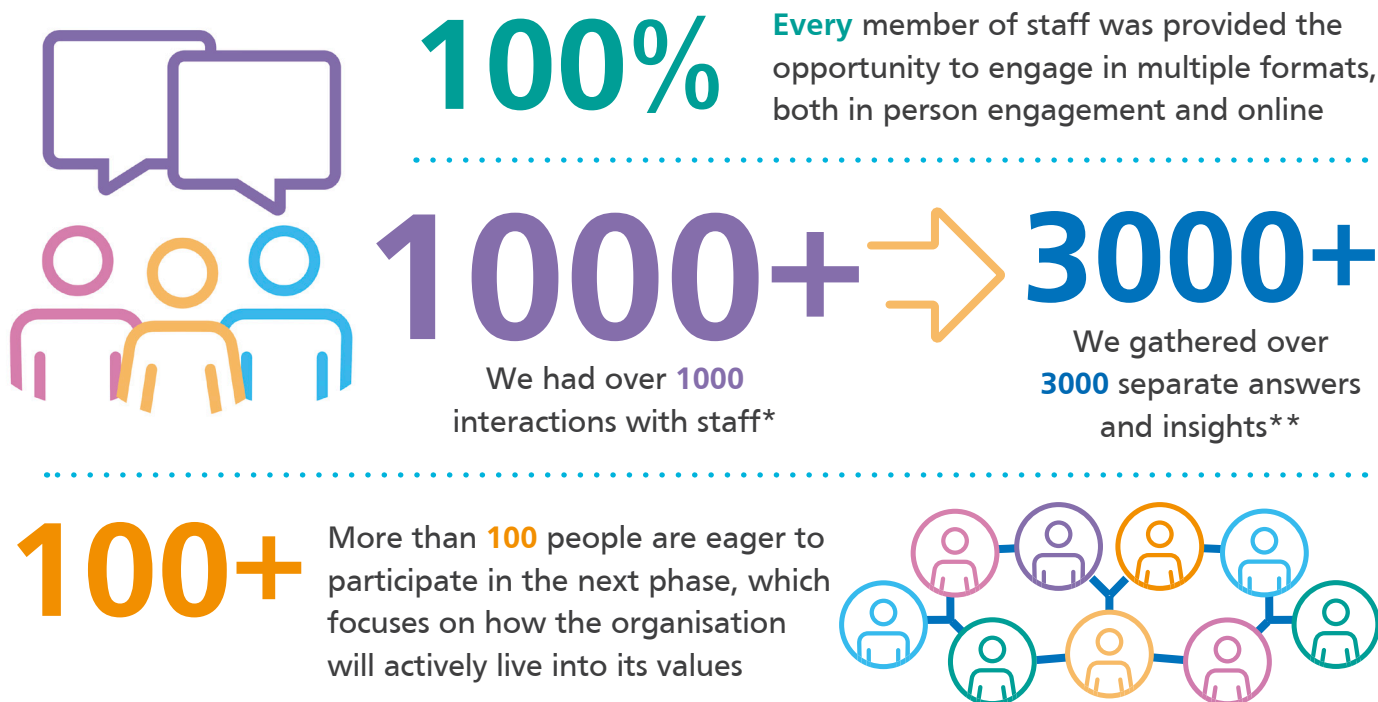 100%
Every member of staff was provided the
opportunity to engage in multiple formats,
both in person engagement and online
1000+
We had over 1000
interactions with staff*
3000+
We gathered over
3000 separate answers
and insights**
100+
More than 100 people are eager to
participate in the next phase, which
focuses on how the organisation
will actively live into its values